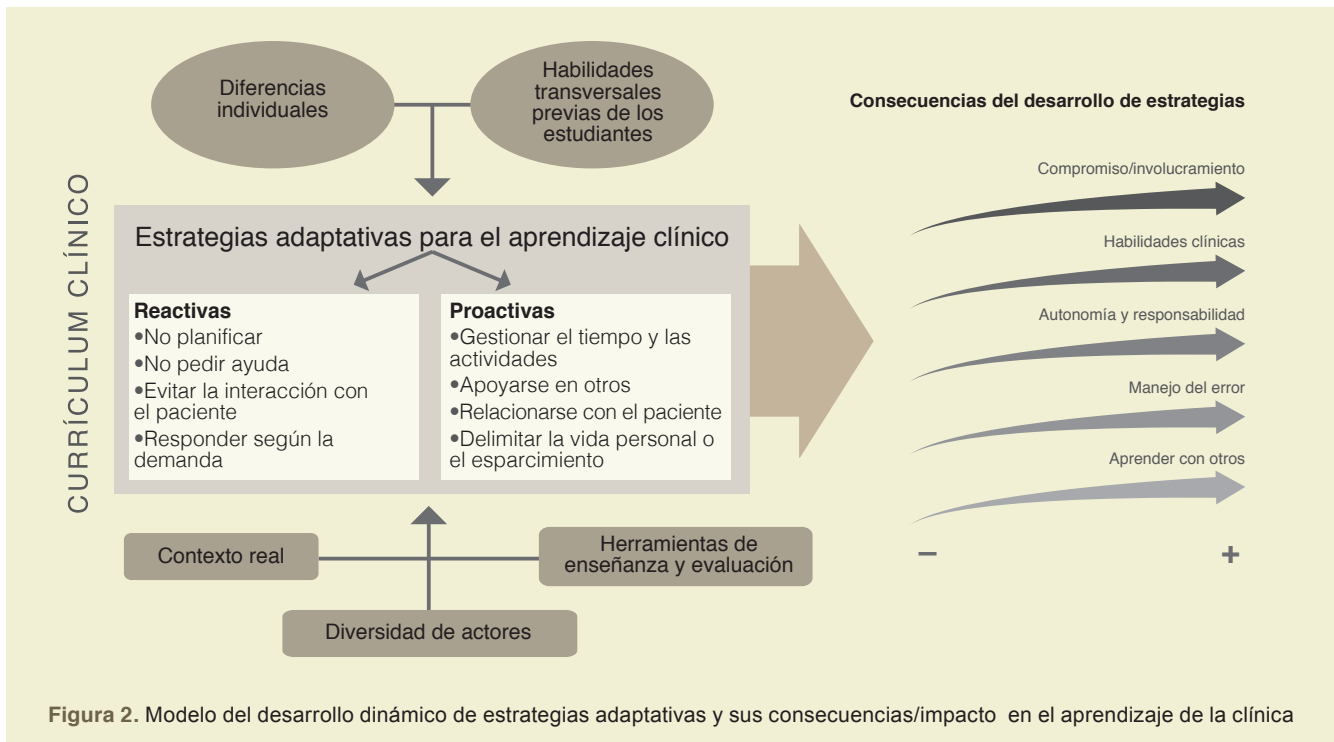 Diferencias
individuales
Habilidades
transversales
previas de los
estudiantes
CURRÍCULUM CLÍNICO
Estrategias adaptativas para el aprendizaje clínico
Reactivas
•No planificar
•No pedir ayuda
•Evitar la interacción con
el paciente
•Responder según la
demanda
Proactivas
•Gestionar el tiempo y las
actividades
•Apoyarse en otros
•Relacionarse con el paciente
•Delimitar la vida personal o
el esparcimiento
Contexto real
Herramientas de
enseñanza y evaluación
Diversidad de actores
Consecuencias del desarrollo de estrategias
Compromiso/involucramiento
Habilidades clínicas
Autonomía y responsabilidad
Manejo del error
Aprender con otros
– +
Figura 2. Modelo del desarrollo dinámico de estrategias adaptativas y sus consecuencias/impacto en el aprendizaje de la clínica